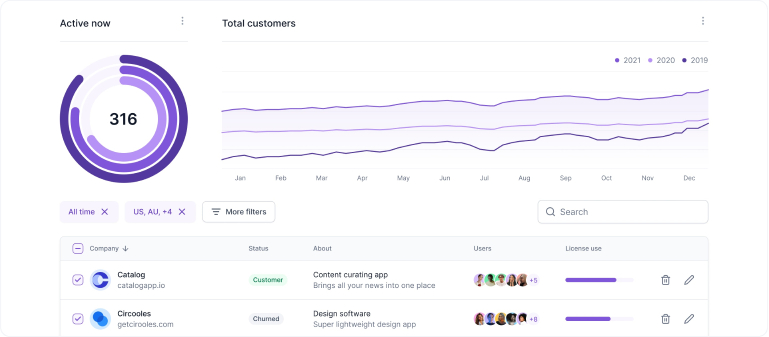 Active now
Total customers
2021 2020 2019
316
Jan Feb Mar Apr May Jun Jul Aug Sep Oct Nov Dec
All time US, AU, +4 More filters Search
Company Status About Users License use
Catalog
catalogapp.io
Customer
Content curating app
Brings all your news into one place
+5
Circooles
getcirooles.com
Churned
Design software
Super lightweight design app
+8